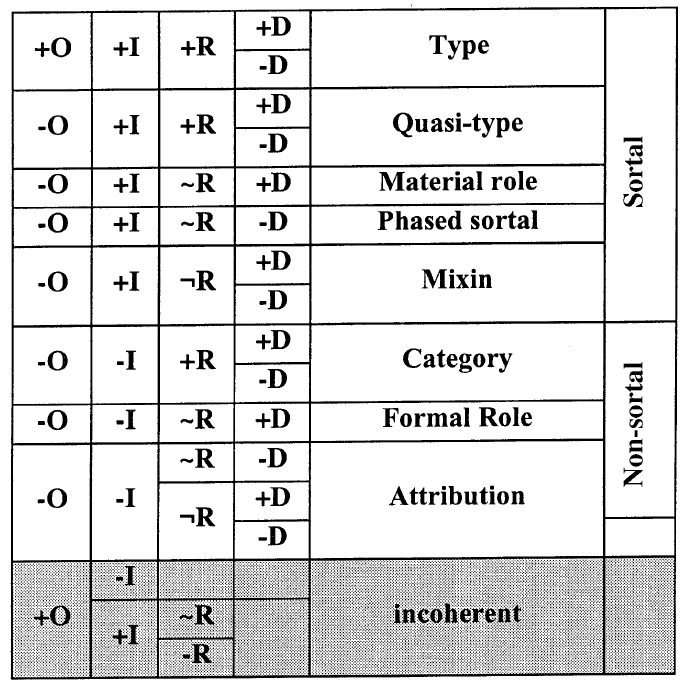 +O +I +R +D Type
-D
-O +I +R +D Quasi-type
-D
-O +I ~R +D Material role
-O +I ~R -D Phased sortal
-O +I ¬R +D Mixin
-D
Sortal
-O -I +R +D Category
-D
-O -I ~R +D Formal Role
-O -I ~R -D Attribution
¬R +D
-D
Non-sortal
+O -I incoherent
+I ~R
-R